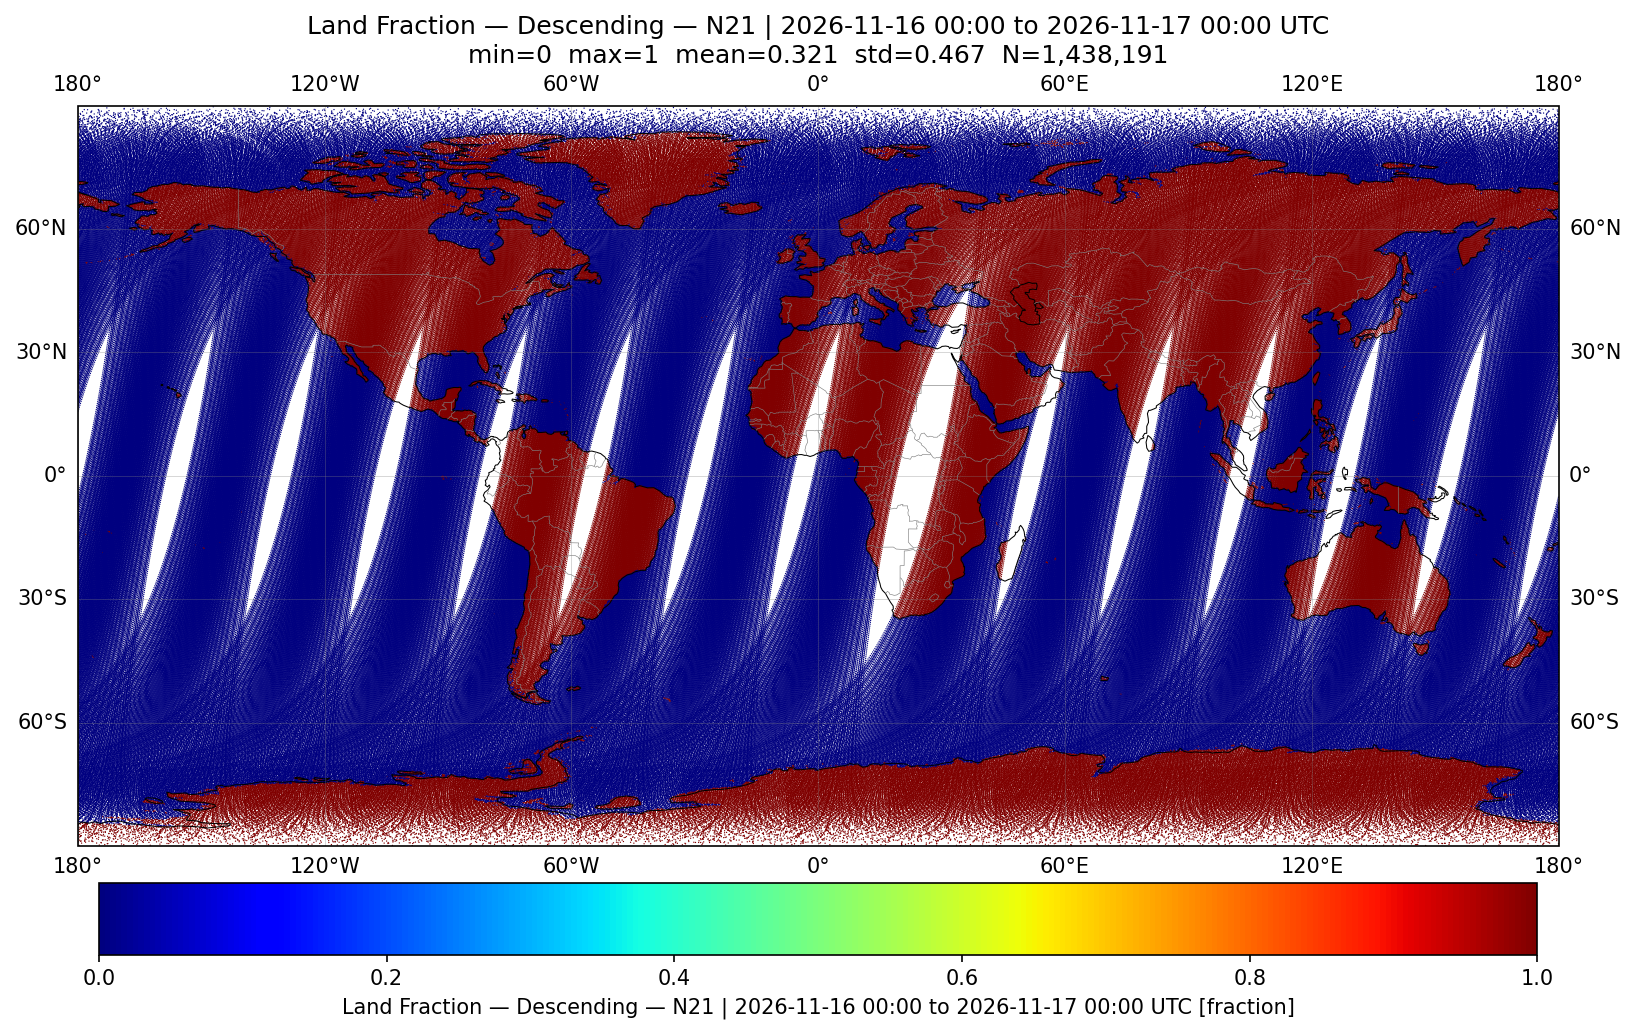 Land Fraction — Descending — N21 | 2026-11-16 00:00 to 2026-11-17 00:00 UTC
min=0  max=1  mean=0.321  std=0.467  N=1,438,191
180° 120°W 60°W 0° 60°E 120°E 180°
60°N 60°N
30°N 30°N
0° 0°
30°S 30°S
60°S 60°S
180° 120°W 60°W 0° 60°E 120°E 180°
0.0 0.2 0.4 0.6 0.8 1.0
Land Fraction — Descending — N21 | 2026-11-16 00:00 to 2026-11-17 00:00 UTC [fraction]